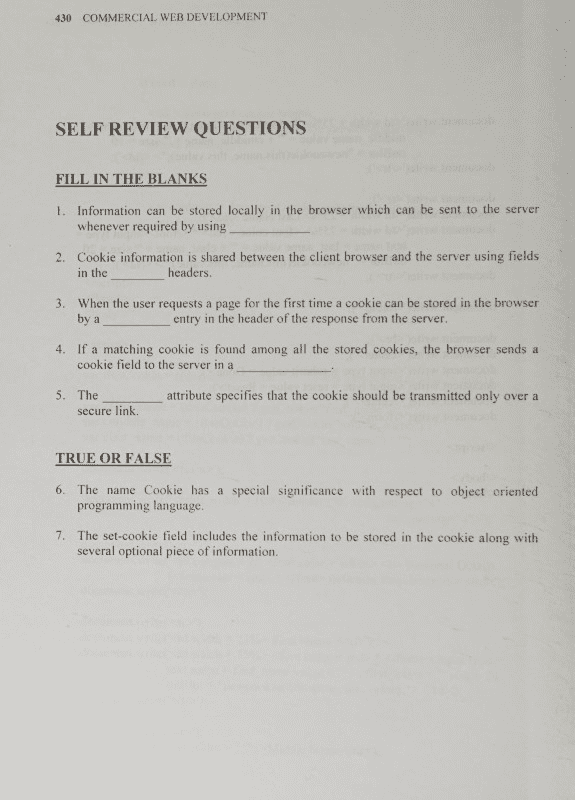 430 COMMERCIAL WEB DEVELOPMENT
SELF REVIEW QUESTIONS
FILL IN THE BLANKS
1. Information can be stored locally in the browser which can be sent to the server
whenever required by using ____________
2. Cookie information is shared between the client browser and the server using fields
in the ________ headers.
3. When the user requests a page for the first time a cookie can be stored in the browser
by a __________ entry in the header of the response from the server.
4. If a matching cookie is found among all the stored cookies, the browser sends a
cookie field to the server in a ______________.
5. The _________ attribute specifies that the cookie should be transmitted only over a
secure link.
TRUE OR FALSE
6. The name Cookie has a special significance with respect to object oriented
programming language.
7. The set-cookie field includes the information to be stored in the cookie along with
several optional piece of information.